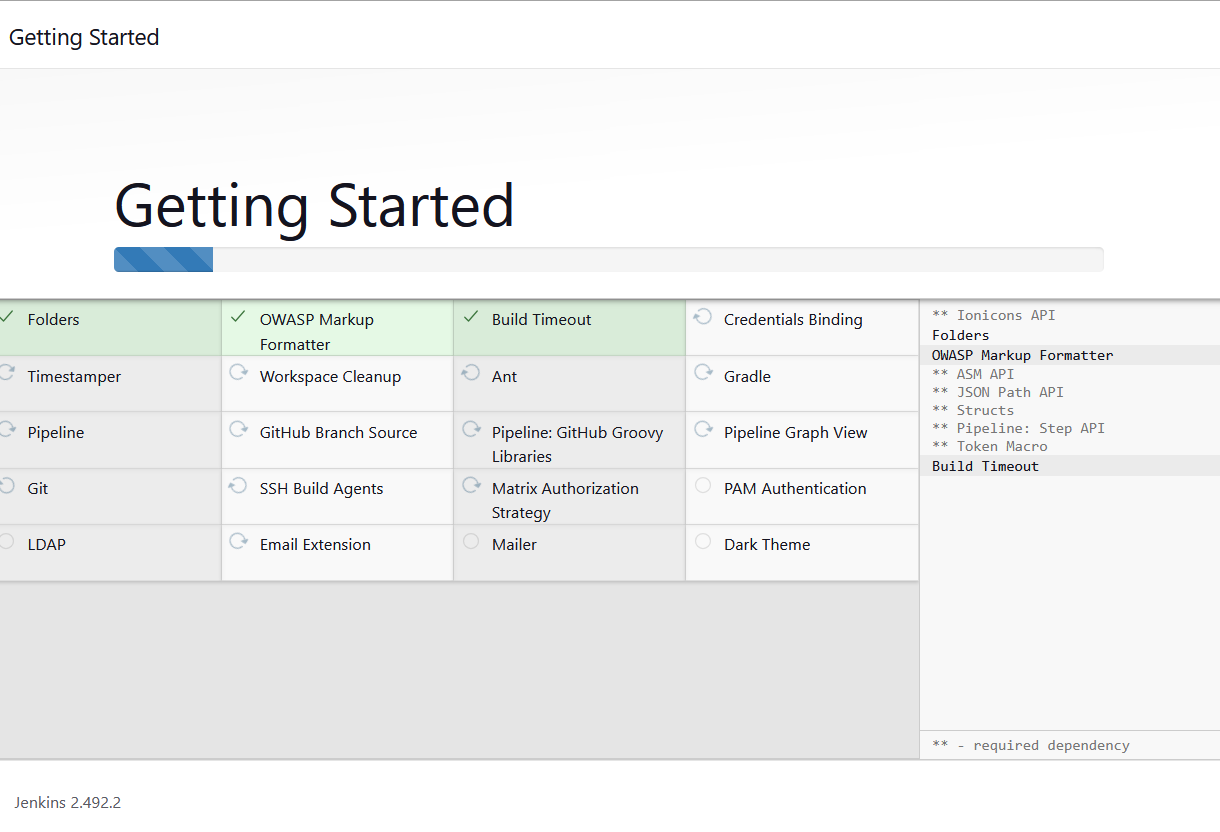 Getting Started
Getting Started
Folders
OWASP Markup
Formatter
Build Timeout
Credentials Binding
Timestamper
Workspace Cleanup
Ant
Gradle
Pipeline
GitHub Branch Source
Pipeline: GitHub Groovy
Libraries
Pipeline Graph View
Git
SSH Build Agents
Matrix Authorization
Strategy
PAM Authentication
LDAP
Email Extension
Mailer
Dark Theme
** Ionicons API
Folders
OWASP Markup Formatter
** ASM API
** JSON Path API
** Structs
** Pipeline: Step API
** Token Macro
Build Timeout
** - required dependency
Jenkins 2.492.2